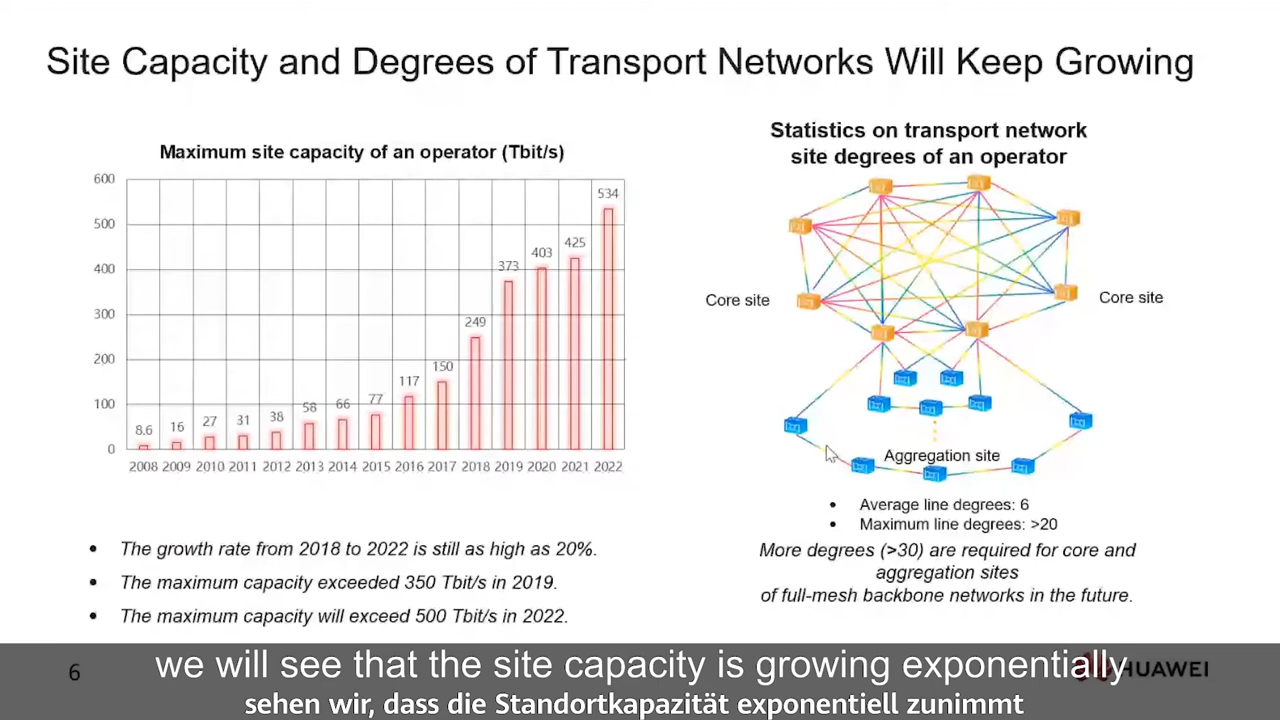 Site Capacity and Degrees of Transport Networks Will Keep Growing
Maximum site capacity of an operator (Tbit/s)
600
500
400
300
200
100
0
8.6
16
27
31
38
58
66
77
117
150
249
373
403
425
534
2008 2009 2010 2011 2012 2013 2014 2015 2016 2017 2018 2019 2020 2021 2022
• The growth rate from 2018 to 2022 is still as high as 20%.
• The maximum capacity exceeded 350 Tbit/s in 2019.
• The maximum capacity will exceed 500 Tbit/s in 2022.
Statistics on transport network
site degrees of an operator
Core site
Core site
Aggregation site
• Average line degrees: 6
• Maximum line degrees: >20
More degrees (>30) are required for core and
aggregation sites
of full-mesh backbone networks in the future.
6
HUAWEI
we will see that the site capacity is growing exponentially
sehen wir, dass die Standortkapazität exponentiell zunimmt